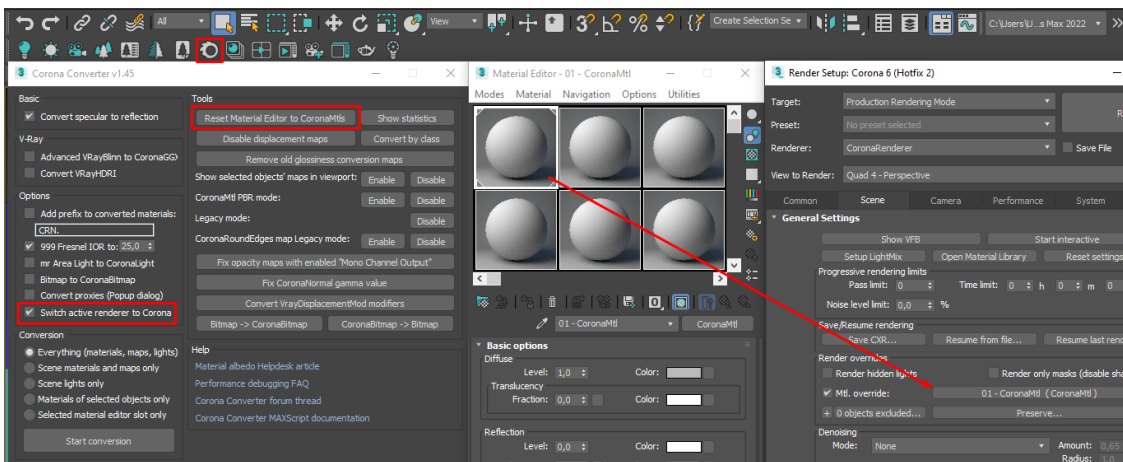 All
View
Create Selection Se
C:\Users\U...s Max 2022
Corona Converter v1.45
Basic
Convert specular to reflection
V-Ray
Advanced VRayBlinn to CoronaGG>
Convert VRayHDRI
Options
Add prefix to converted materials:
CRN.
999 Fresnel IOR to: 25,0
mr Area Light to CoronaLight
Bitmap to CoronaBitmap
Convert proxies (Popup dialog)
Switch active renderer to Corona
Conversion
Everything (materials, maps, lights)
Scene materials and maps only
Scene lights only
Materials of selected objects only
Selected material editor slot only
Start conversion
Tools
Reset Material Editor to CoronaMtls
Show statistics
Disable displacement maps
Convert by class
Remove old glossiness conversion maps
Show selected objects' maps in viewport: Enable Disable
CoronaMtl PBR mode: Enable Disable
Legacy mode: Disable
CoronaRoundEdges map Legacy mode: Enable Disable
Fix opacity maps with enabled "Mono Channel Output"
Fix CoronaNormal gamma value
Convert VrayDisplacementMod modifiers
Bitmap -> CoronaBitmap
CoronaBitmap -> Bitmap
Help
Material albedo Helpdesk article
Performance debugging FAQ
Corona Converter forum thread
Corona Converter MAXScript documentation
Material Editor - 01 - CoronaMtl
Modes Material Navigation Options Utilities
01 - CoronaMtl
CoronaMtl
Basic options
Diffuse
Level: 1,0 Color:
Translucency
Fraction: 0,0 Color:
Reflection
Level: 0,0 Color:
Render Setup: Corona 6 (Hotfix 2)
Target: Production Rendering Mode
Preset: No preset selected
R
Renderer: CoronaRenderer
Save File
View to Render: Quad 4 - Perspective
Common Scene Camera Performance System
General Settings
Show VFB
Start interactive
Setup LightMix
Open Material Library
Reset settings
Progressive rendering limits
Pass limit: 0 Time limit: 0 h 0 m 0
Noise level limit: 0,0 %
Save/Resume rendering
Save CXR...
Resume from file...
Resume last rend
Render overrides
Render hidden lights
Render only masks (disable sha
Mtl. override: 01 - CoronaMtl ( CoronaMtl )
+ 0 objects excluded...
Preserve...
Denoising
Mode: None
Amount: 0,65
Radius: 1,0